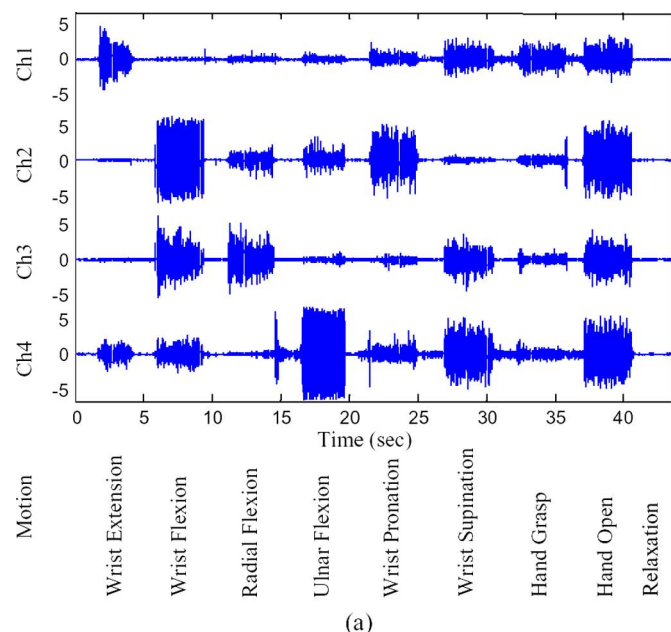 Ch1
5
0
-5
Ch2
5
0
-5
Ch3
5
0
-5
Ch4
5
0
-5
0 5 10 15 20 25 30 35 40
Time (sec)
Motion
Wrist Extension
Wrist Flexion
Radial Flexion
Ulnar Flexion
Wrist Pronation
Wrist Supination
Hand Grasp
Hand Open
Relaxation
(a)